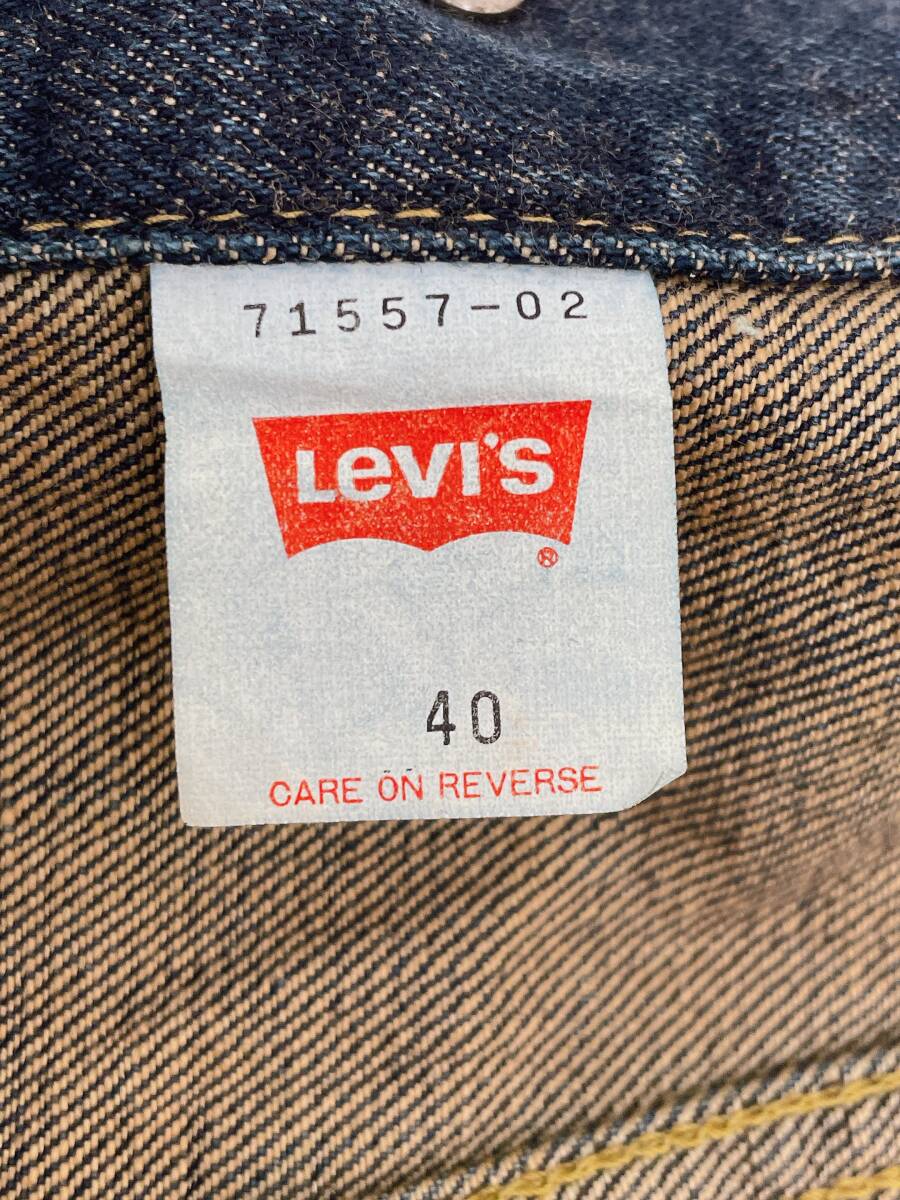 71557-02
Levi's
®
40
CARE ON REVERSE